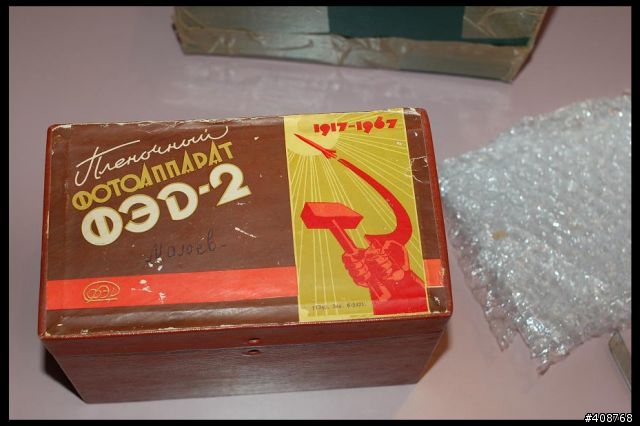 Пленочный
ФОТОАППАРАТ
ФЭД-2
1917-1967
ФЭД
#408768